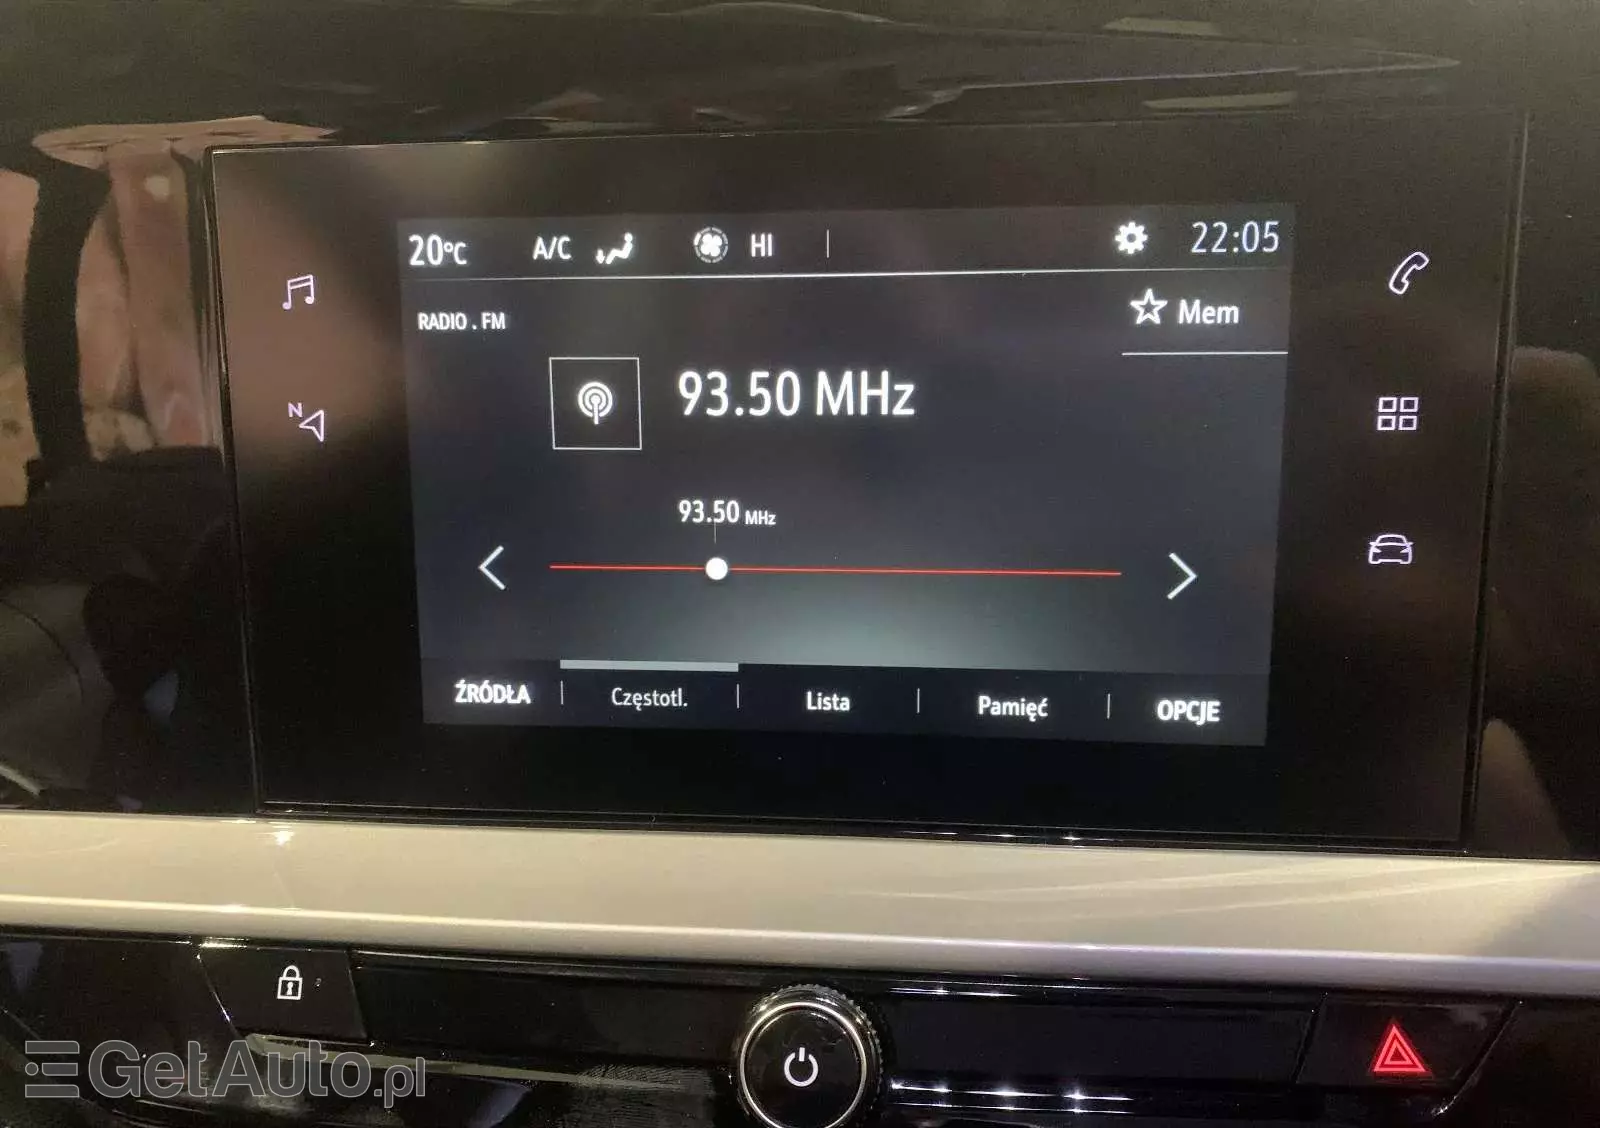 20°C A/C HI 22:05
RADIO . FM
Mem
93.50 MHz
93.50 MHz
N
ŹRÓDŁA Częstotl. Lista Pamięć OPCJE
GetAuto.pl